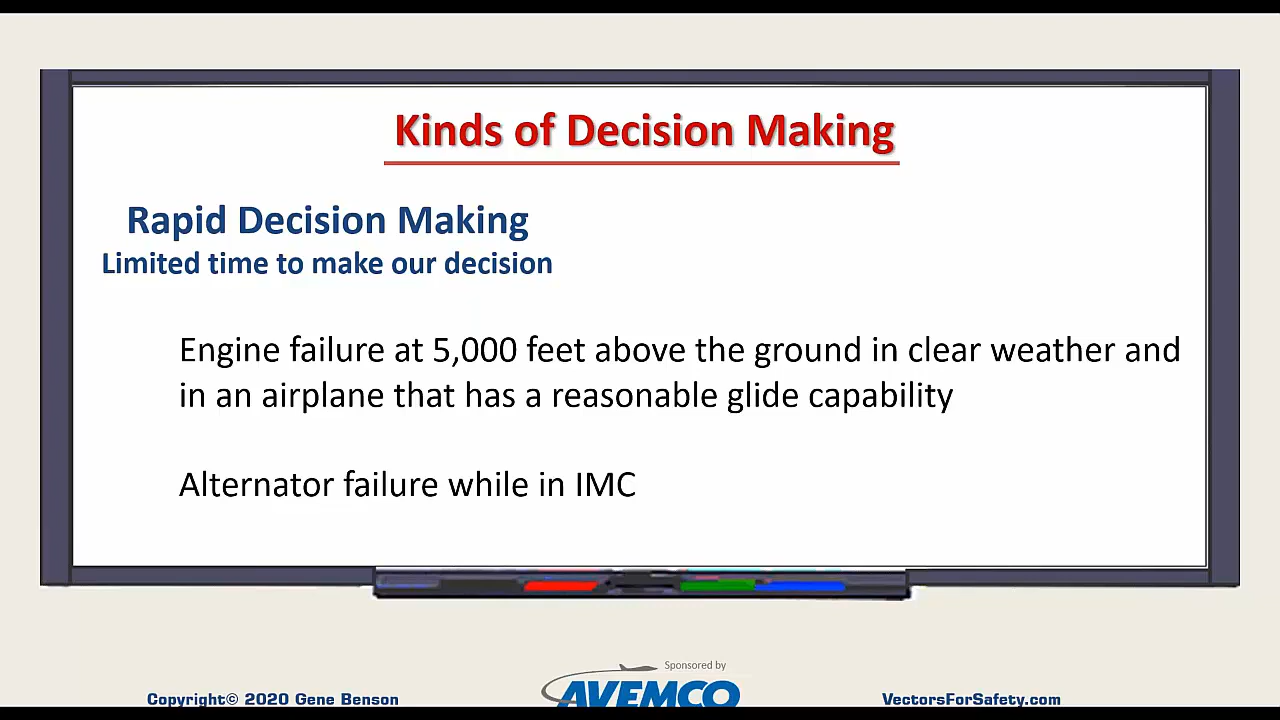 Kinds of Decision Making
Rapid Decision Making
Limited time to make our decision
Engine failure at 5,000 feet above the ground in clear weather and
in an airplane that has a reasonable glide capability
Alternator failure while in IMC
Sponsored by
AVEMCO
Copyright© 2020 Gene Benson
VectorsForSafety.com